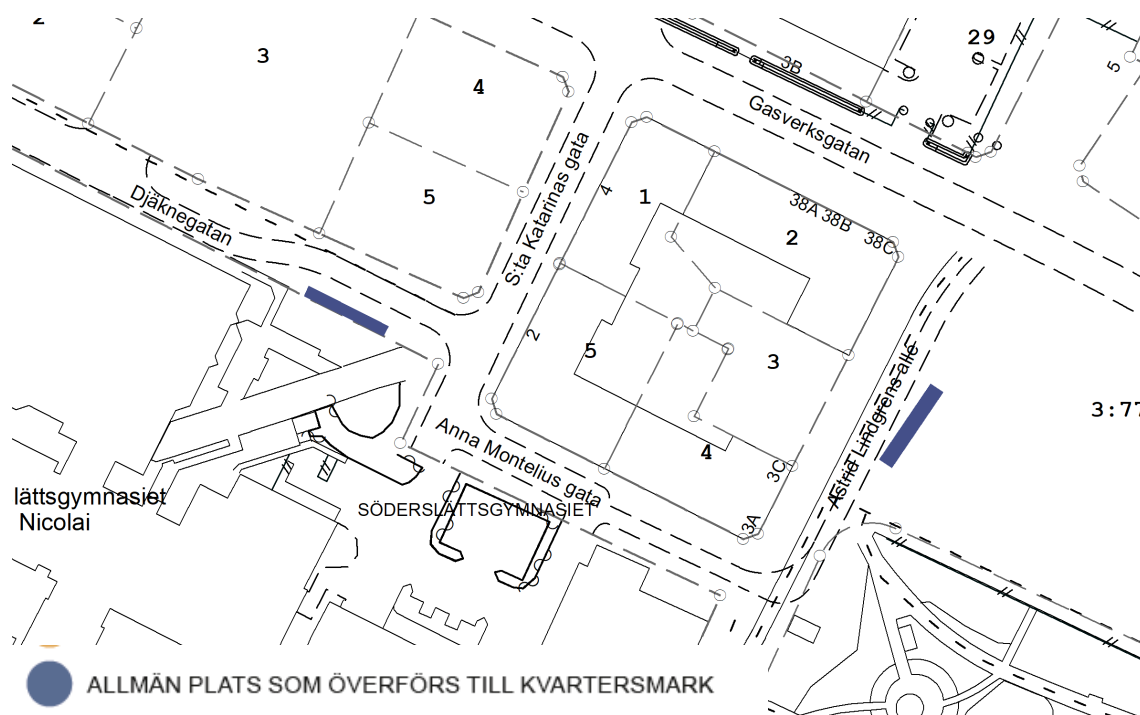 2
3
4
5
29
5
3B
Gasverksgatan
S:ta Katarinas gata
Djäknegatan
4
1
38A 38B 38C
2
2
5
3
3:77
Astrid Lindgrens allé
Anna Montelius gata
4
3C
3A
SÖDERSLÄTTSGYMNASIET
lättsgymnasiet
Nicolai
ALLMÄN PLATS SOM ÖVERFÖRS TILL KVARTERSMARK